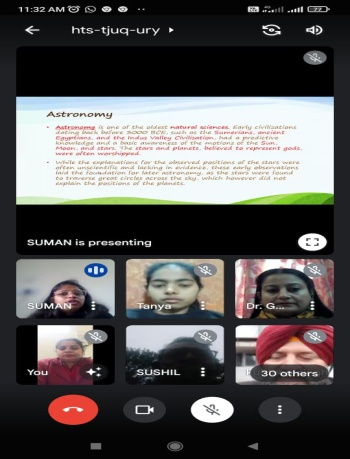 11:32 AM
hts-tjuq-ury
Astronomy
• Astronomy is one of the oldest natural sciences. Early civilizations
dating back before 3000 BCE, such as the Sumerians, ancient
Egyptians, and the Indus Valley Civilization, had a predictive
knowledge and a basic awareness of the motions of the Sun,
Moon, and stars. The stars and planets, believed to represent gods,
were often worshipped.
• While the explanations for the observed positions of the stars were
often unscientific and lacking in evidence, these early observations
laid the foundation for later astronomy, as the stars were found
to traverse great circles across the sky, which however did not
explain the positions of the planets.
SUMAN is presenting
SUMAN
Tanya
Dr. G...
You
SUSHIL
30 others